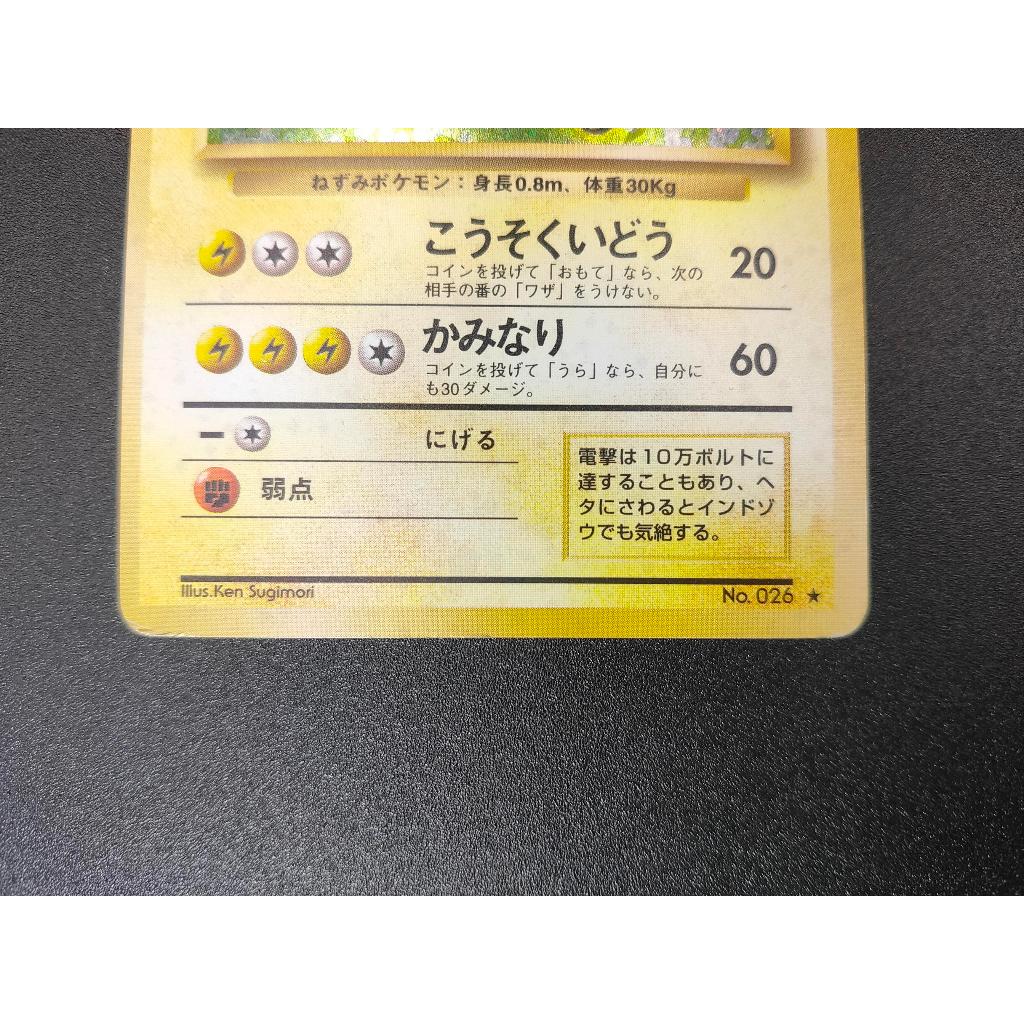 ねずみポケモン：身長0.8m、体重30Kg
こうそくいどう 20
コインを投げて「おもて」なら、次の
相手の番の「ワザ」をうけない。
かみなり 60
コインを投げて「うら」なら、自分に
も30ダメージ。
にげる
弱点
電撃は10万ボルトに
達することもあり、ヘ
タにさわるとインドゾ
ウでも気絶する。
Illus.Ken Sugimori
No. 026 ★